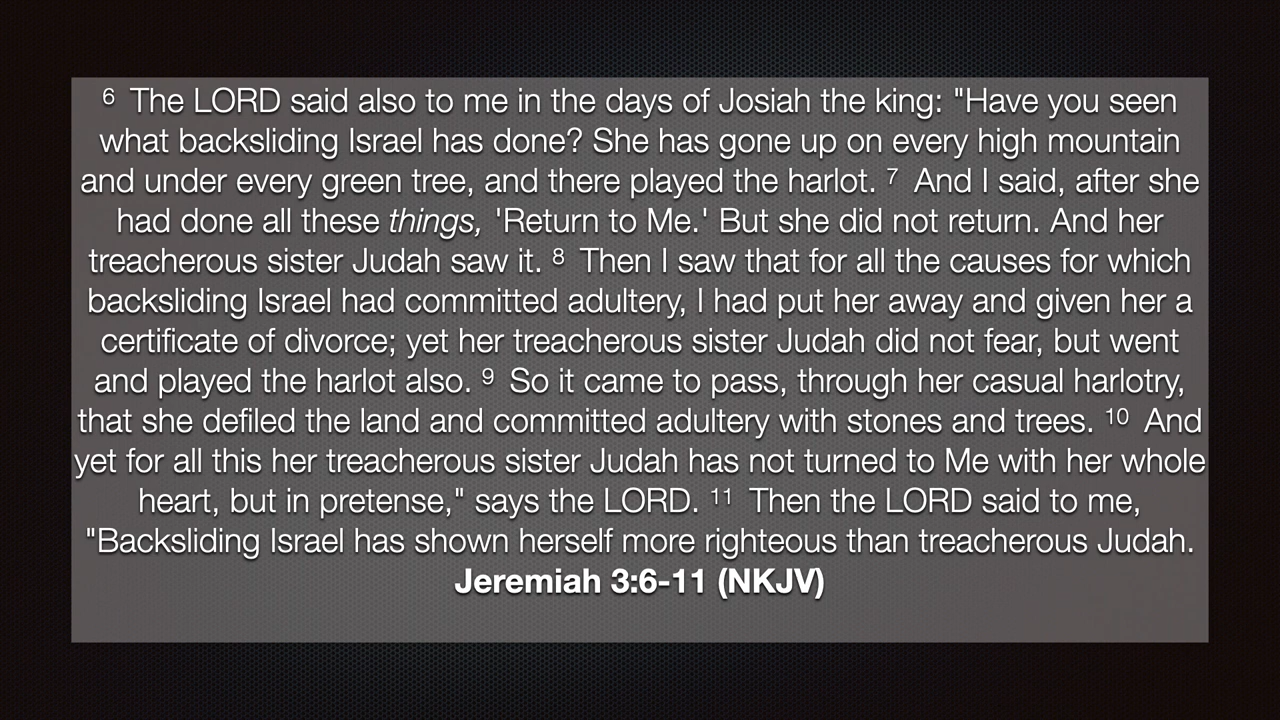 6 The LORD said also to me in the days of Josiah the king: "Have you seen
what backsliding Israel has done? She has gone up on every high mountain
and under every green tree, and there played the harlot. 7 And I said, after she
had done all these things, 'Return to Me.' But she did not return. And her
treacherous sister Judah saw it. 8 Then I saw that for all the causes for which
backsliding Israel had committed adultery, I had put her away and given her a
certificate of divorce; yet her treacherous sister Judah did not fear, but went
and played the harlot also. 9 So it came to pass, through her casual harlotry,
that she defiled the land and committed adultery with stones and trees. 10 And
yet for all this her treacherous sister Judah has not turned to Me with her whole
heart, but in pretense," says the LORD. 11 Then the LORD said to me,
"Backsliding Israel has shown herself more righteous than treacherous Judah.
Jeremiah 3:6-11 (NKJV)